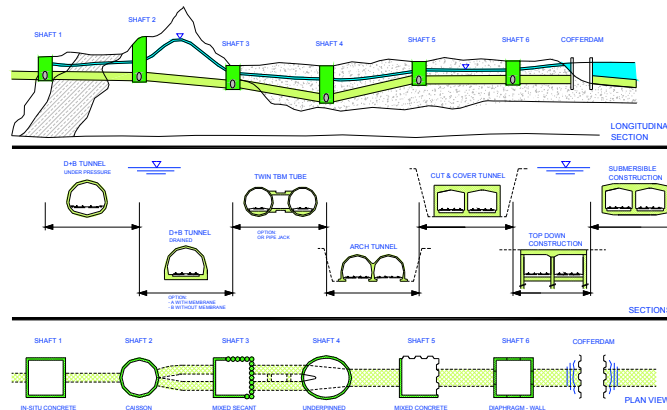 SHAFT 1
SHAFT 2
SHAFT 3
SHAFT 4
SHAFT 5
SHAFT 6
COFFERDAM
LONGITUDINA
SECTION
D+B TUNNEL
UNDER PRESSURE
D+B TUNNEL
DRAINED
OPTION:
- A WITH MEMBRANE
- B WITHOUT MEMBRANE
TWIN TBM TUBE
OPTION:
OR PIPE JACK
ARCH TUNNEL
CUT & COVER TUNNEL
TOP DOWN
CONSTRUCTION
SUBMERSIBLE
CONSTRUCTION
SECTIONS
SHAFT 1
SHAFT 2
SHAFT 3
SHAFT 4
SHAFT 5
SHAFT 6
COFFERDAM
IN-SITU CONCRETE
CAISSON
MIXED SECANT
UNDERPINNED
MIXED CONCRETE
DIAPHRAGM - WALL
PLAN VIEW